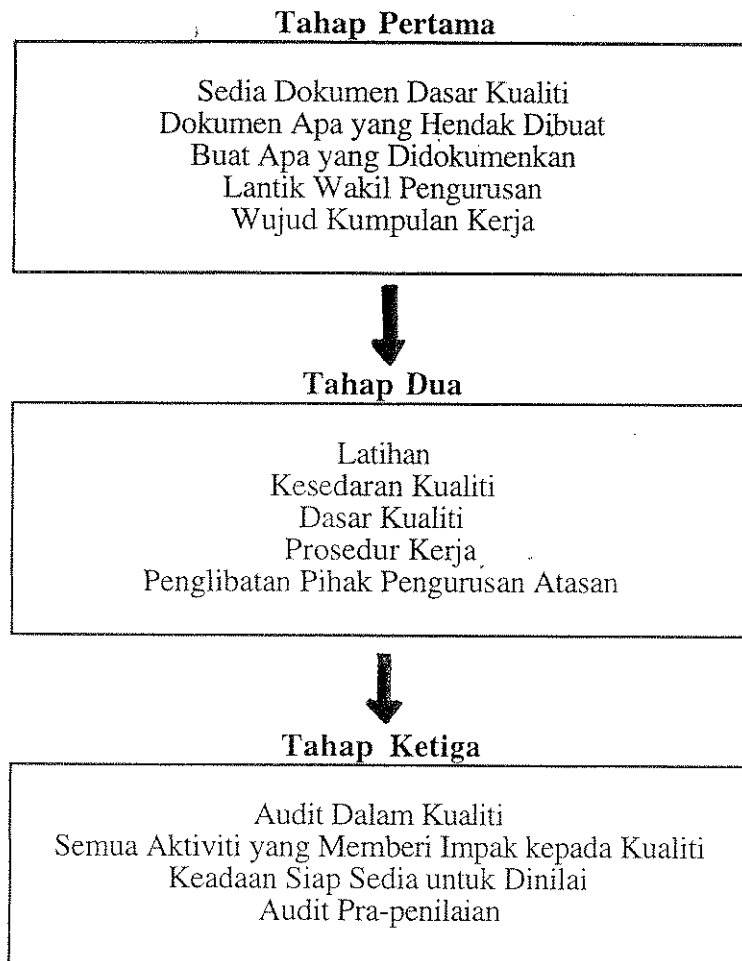 Tahap Pertama
Sedia Dokumen Dasar Kualiti
Dokumen Apa yang Hendak Dibuat
Buat Apa yang Didokumenkan
Lantik Wakil Pengurusan
Wujud Kumpulan Kerja
Tahap Dua
Latihan
Kesedaran Kualiti
Dasar Kualiti
Prosedur Kerja
Penglibatan Pihak Pengurusan Atasan
Tahap Ketiga
Audit Dalam Kualiti
Semua Aktiviti yang Memberi Impak kepada Kualiti
Keadaan Siap Sedia untuk Dinilai
Audit Pra-penilaian